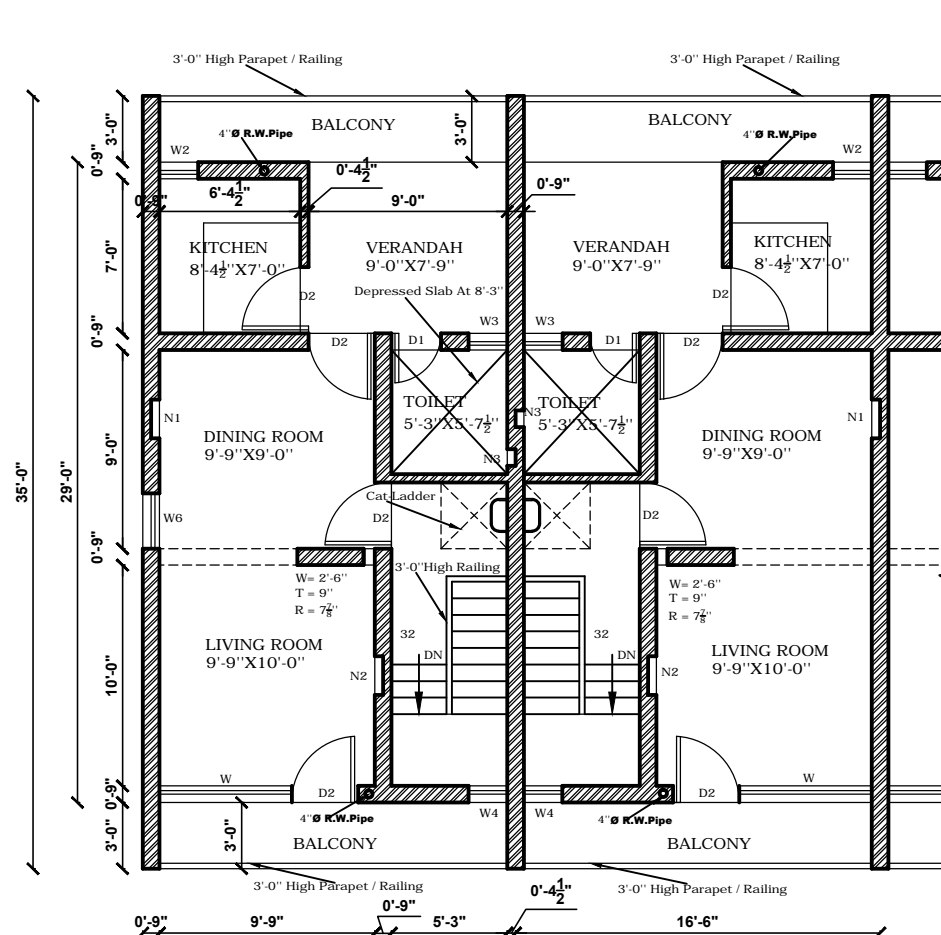 3'-0'' High Parapet / Railing
3'-0'' High Parapet / Railing
3'-0"
BALCONY
3'-0"
BALCONY
4''Ø R.W.Pipe
4''Ø R.W.Pipe
W2
W2
0'-9"
0'-4½"
0'-9"
0'-9"
6'-4½"
9'-0"
7'-0"
KITCHEN
8'-4½''X7'-0''
VERANDAH
9'-0''X7'-9''
VERANDAH
9'-0''X7'-9''
KITCHEN
8'-4½''X7'-0''
D2
Depressed Slab At 8'-3''
D2
0'-9"
W3
W3
D2
D1
D1
D2
TOILET
5'-3''X5'-7½''
TOILET
5'-3''X5'-7½''
N1
N3
N1
9'-0"
DINING ROOM
9'-9''X9'-0''
DINING ROOM
9'-9''X9'-0''
N3
35'-0"
29'-0"
Cat-Ladder
W6
D2
D2
0'-9"
3'-0''High Railing
W= 2'-6''
T = 9''
R = 7⅞''
W= 2'-6''
T = 9''
R = 7⅞''
32
32
LIVING ROOM
9'-9''X10'-0''
DN
DN
LIVING ROOM
9'-9''X10'-0''
10'-0"
N2
N2
W
W
0'-9"
D2
D2
4''Ø R.W.Pipe
W4
W4
4''Ø R.W.Pipe
3'-0"
3'-0"
BALCONY
BALCONY
3'-0'' High Parapet / Railing
3'-0'' High Parapet / Railing
0'-9"
9'-9"
0'-9"
5'-3"
0'-4½"
16'-6"